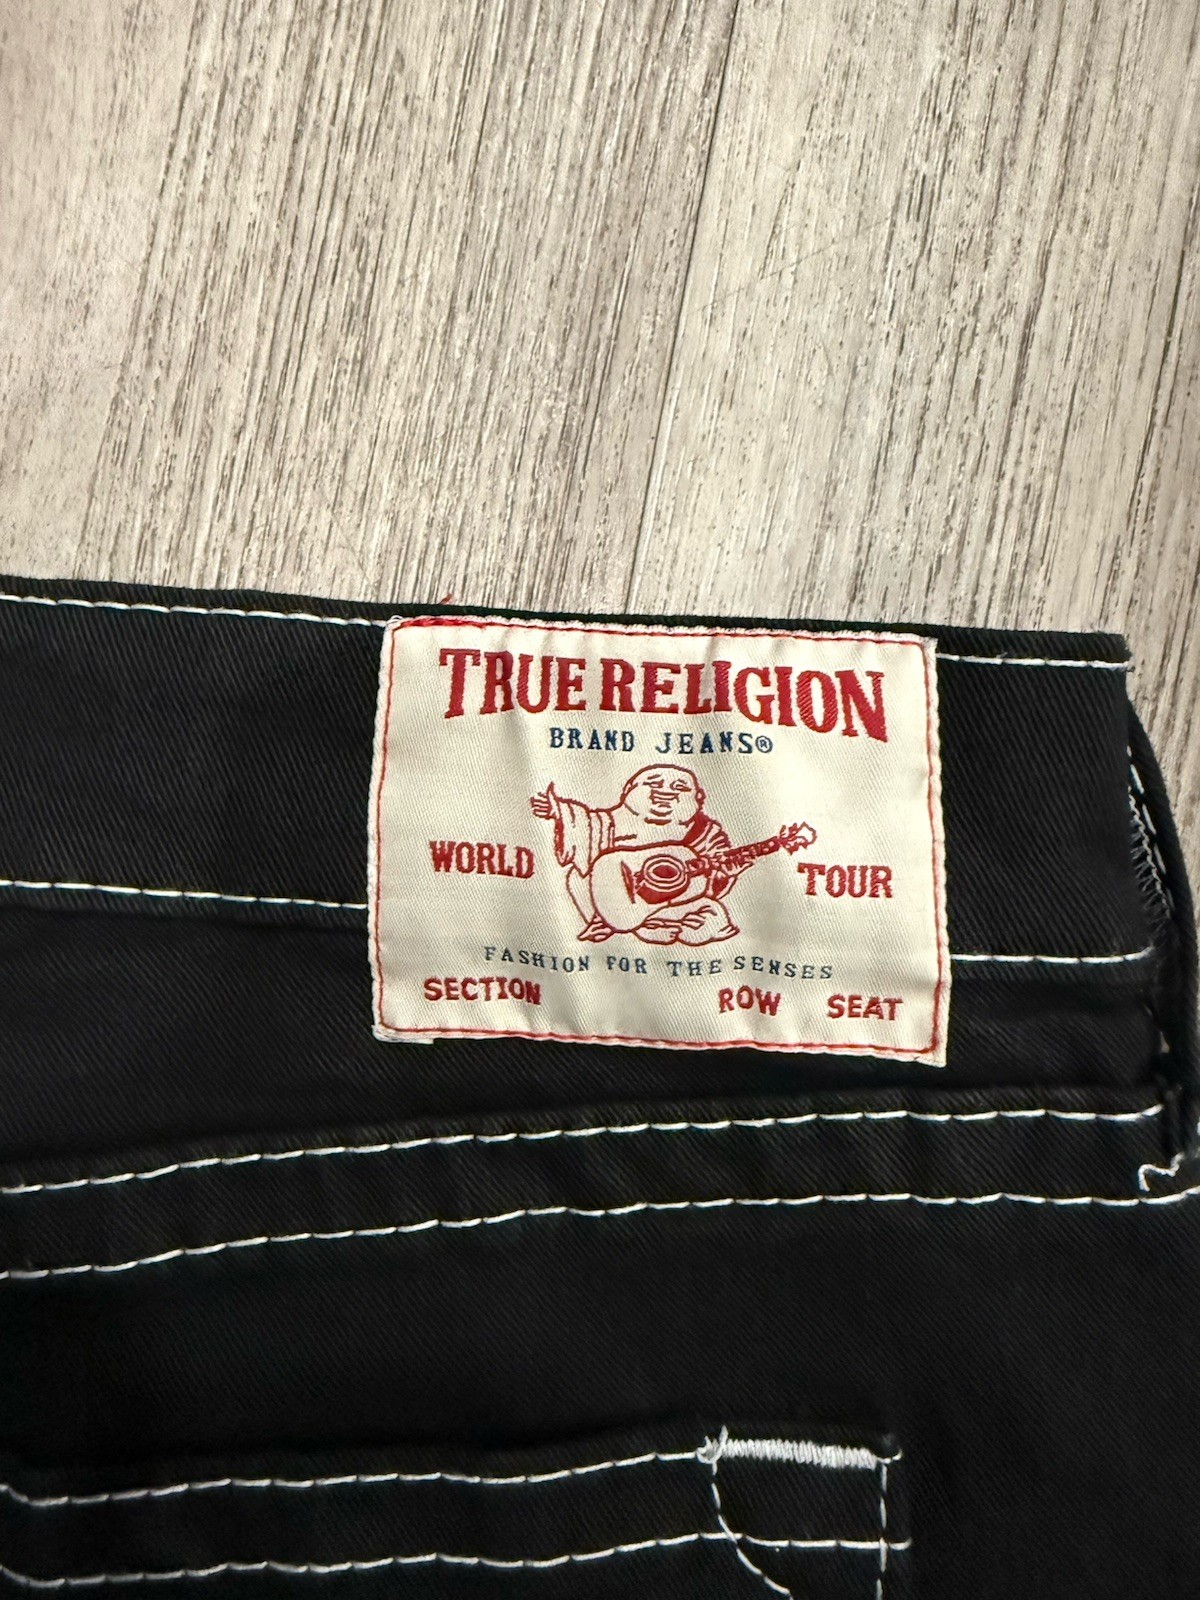 TRUE RELIGION
BRAND JEANS®
WORLD TOUR
FASHION FOR THE SENSES
SECTION ROW SEAT